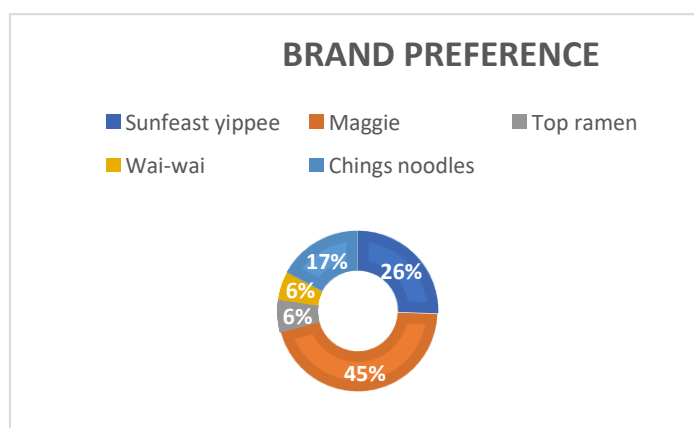 BRAND PREFERENCE
Sunfeast yippee Maggie Top ramen
Wai-wai Chings noodles
17% 26%
6%
6%
45%